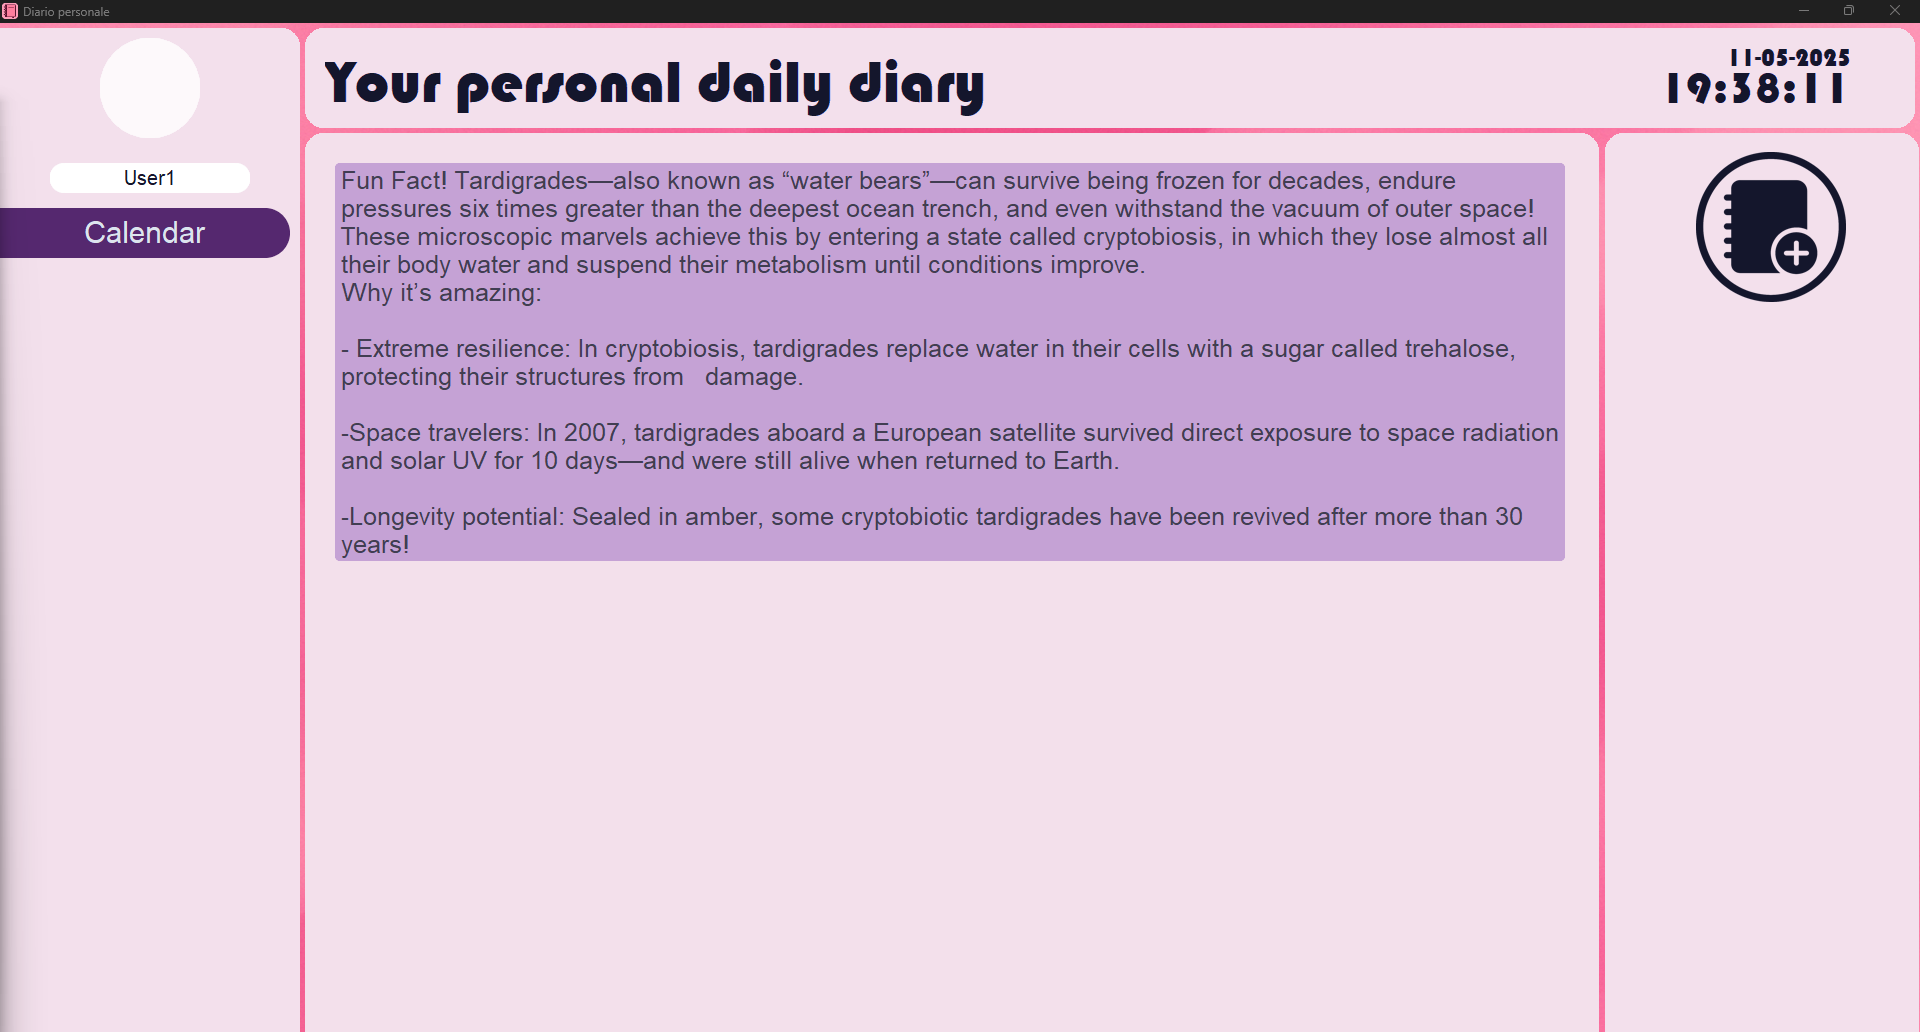 Diario personale
Your personal daily diary
11-05-2025
19:38:11
User1
Calendar
Fun Fact! Tardigrades—also known as “water bears”—can survive being frozen for decades, endure
pressures six times greater than the deepest ocean trench, and even withstand the vacuum of outer space!
These microscopic marvels achieve this by entering a state called cryptobiosis, in which they lose almost all
their body water and suspend their metabolism until conditions improve.
Why it’s amazing:
- Extreme resilience: In cryptobiosis, tardigrades replace water in their cells with a sugar called trehalose,
protecting their structures from   damage.
-Space travelers: In 2007, tardigrades aboard a European satellite survived direct exposure to space radiation
and solar UV for 10 days—and were still alive when returned to Earth.
-Longevity potential: Sealed in amber, some cryptobiotic tardigrades have been revived after more than 30
years!